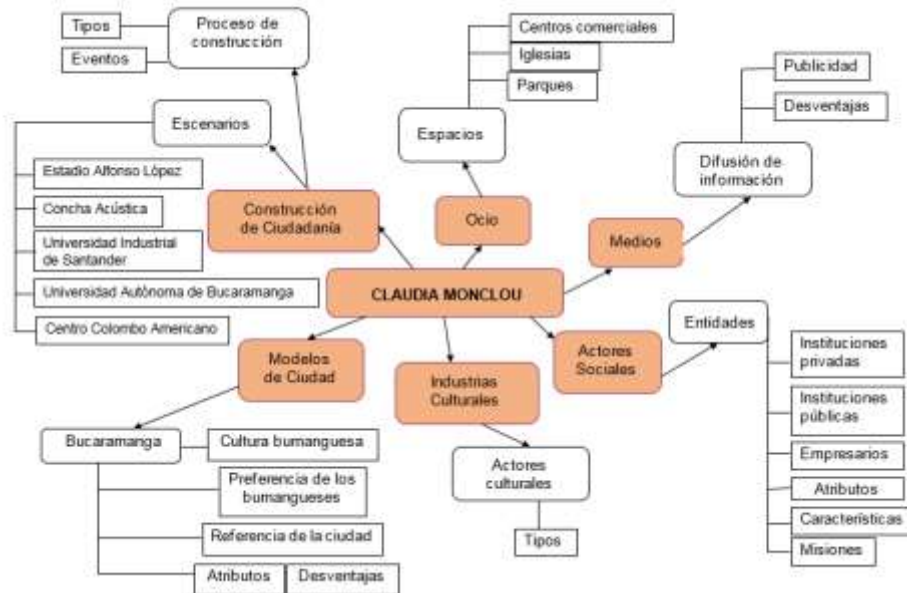 Tipos
Eventos
Proceso de
construcción
Centros comerciales
Iglesias
Parques
Espacios
Publicidad
Desventajas
Difusión de
información
Escenarios
Estadio Alfonso López
Concha Acústica
Universidad Industrial
de Santander
Universidad Autónoma de Bucaramanga
Centro Colombo Americano
Construcción
de Ciudadanía
Ocio
Medios
CLAUDIA MONCLOU
Modelos
de Ciudad
Industrias
Culturales
Actores
Sociales
Entidades
Instituciones
privadas
Instituciones
públicas
Empresarios
Atributos
Características
Misiones
Bucaramanga
Cultura bumanguesa
Preferencia de los
bumangueses
Referencia de la ciudad
Atributos
Desventajas
Actores
culturales
Tipos